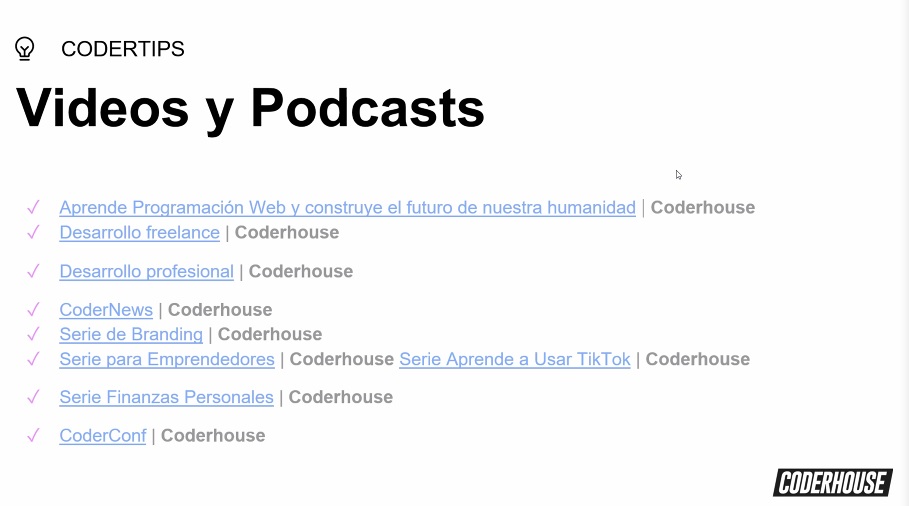 CODERTIPS
Videos y Podcasts
✓ Aprende Programación Web y construye el futuro de nuestra humanidad | Coderhouse
✓ Desarrollo freelance | Coderhouse
✓ Desarrollo profesional | Coderhouse
✓ CoderNews | Coderhouse
✓ Serie de Branding | Coderhouse
✓ Serie para Emprendedores | Coderhouse Serie Aprende a Usar TikTok | Coderhouse
✓ Serie Finanzas Personales | Coderhouse
✓ CoderConf | Coderhouse
CODERHOUSE